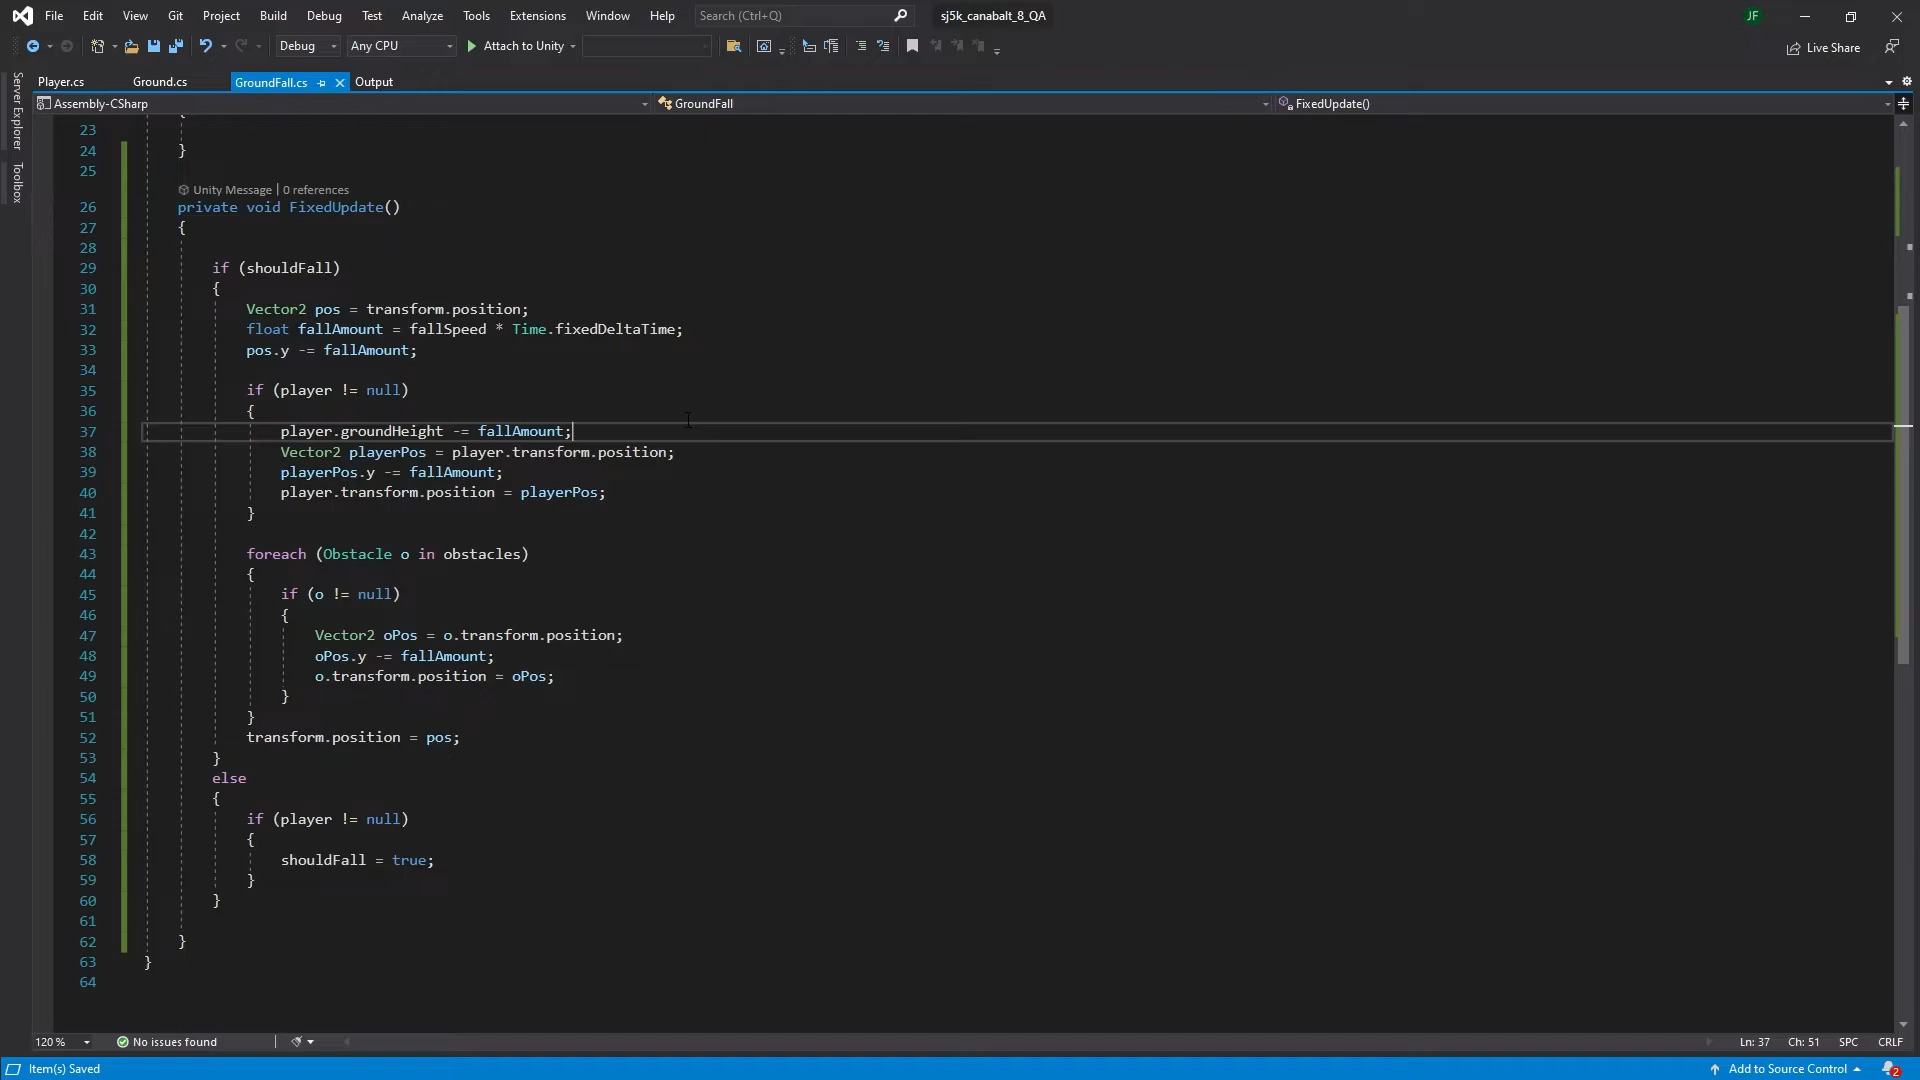 File Edit View Git Project Build Debug Test Analyze Tools Extensions Window Help Search (Ctrl+Q) sj5k_canabalt_8_QA JF
Debug Any CPU Attach to Unity Live Share
Player.cs Ground.cs GroundFall.cs Output
Assembly-CSharp GroundFall FixedUpdate()
Server Explorer
Toolbox
23 {
24 }
25
Unity Message | 0 references
26 private void FixedUpdate()
27 {
28
29 if (shouldFall)
30 {
31 Vector2 pos = transform.position;
32 float fallAmount = fallSpeed * Time.fixedDeltaTime;
33 pos.y -= fallAmount;
34
35 if (player != null)
36 {
37 player.groundHeight -= fallAmount;
38 Vector2 playerPos = player.transform.position;
39 playerPos.y -= fallAmount;
40 player.transform.position = playerPos;
41 }
42
43 foreach (Obstacle o in obstacles)
44 {
45 if (o != null)
46 {
47 Vector2 oPos = o.transform.position;
48 oPos.y -= fallAmount;
49 o.transform.position = oPos;
50 }
51 }
52 transform.position = pos;
53 }
54 else
55 {
56 if (player != null)
57 {
58 shouldFall = true;
59 }
60 }
61
62 }
63 }
64
120 % No issues found Ln: 37 Ch: 51 SPC CRLF
Item(s) Saved Add to Source Control 2